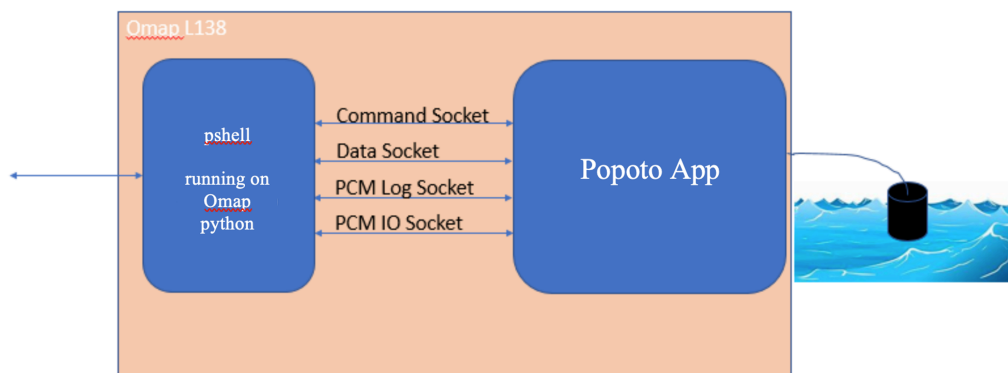 Omap L138
pshell
running on
Omap
python
Command Socket
Data Socket
PCM Log Socket
PCM IO Socket
Popoto App